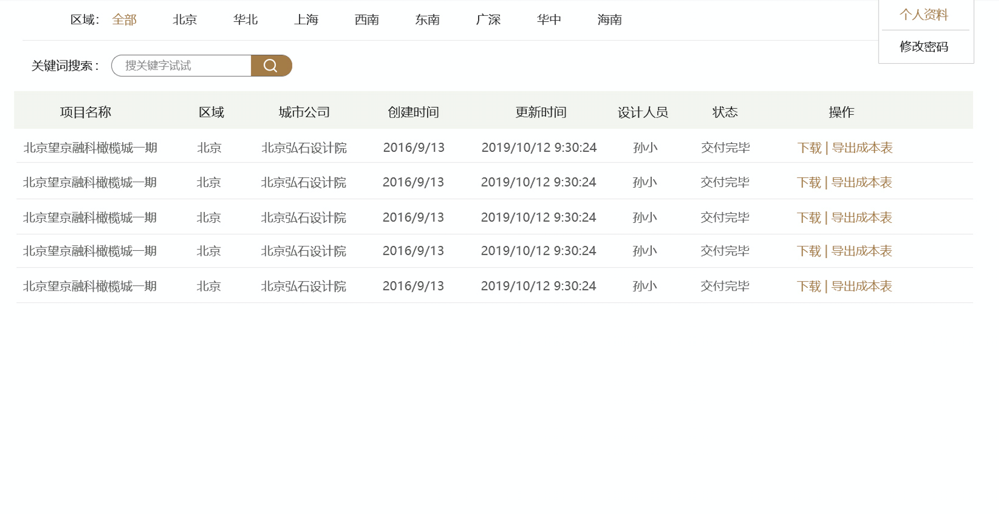 区域： 全部 北京 华北 上海 西南 东南 广深 华中 海南 个人资料
修改密码
关键词搜索： 搜关键字试试
项目名称 区域 城市公司 创建时间 更新时间 设计人员 状态 操作
北京望京融科橄榄城一期 北京 北京弘石设计院 2016/9/13 2019/10/12 9:30:24 孙小 交付完毕 下载 | 导出成本表
北京望京融科橄榄城一期 北京 北京弘石设计院 2016/9/13 2019/10/12 9:30:24 孙小 交付完毕 下载 | 导出成本表
北京望京融科橄榄城一期 北京 北京弘石设计院 2016/9/13 2019/10/12 9:30:24 孙小 交付完毕 下载 | 导出成本表
北京望京融科橄榄城一期 北京 北京弘石设计院 2016/9/13 2019/10/12 9:30:24 孙小 交付完毕 下载 | 导出成本表
北京望京融科橄榄城一期 北京 北京弘石设计院 2016/9/13 2019/10/12 9:30:24 孙小 交付完毕 下载 | 导出成本表